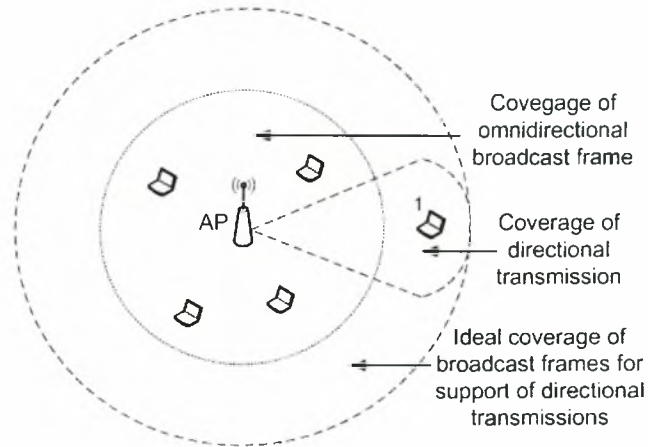 Covegage of
omnidirectional
broadcast frame
1
AP
Coverage of
directional
transmission
Ideal coverage of
broadcast frames for
support of directional
transmissions